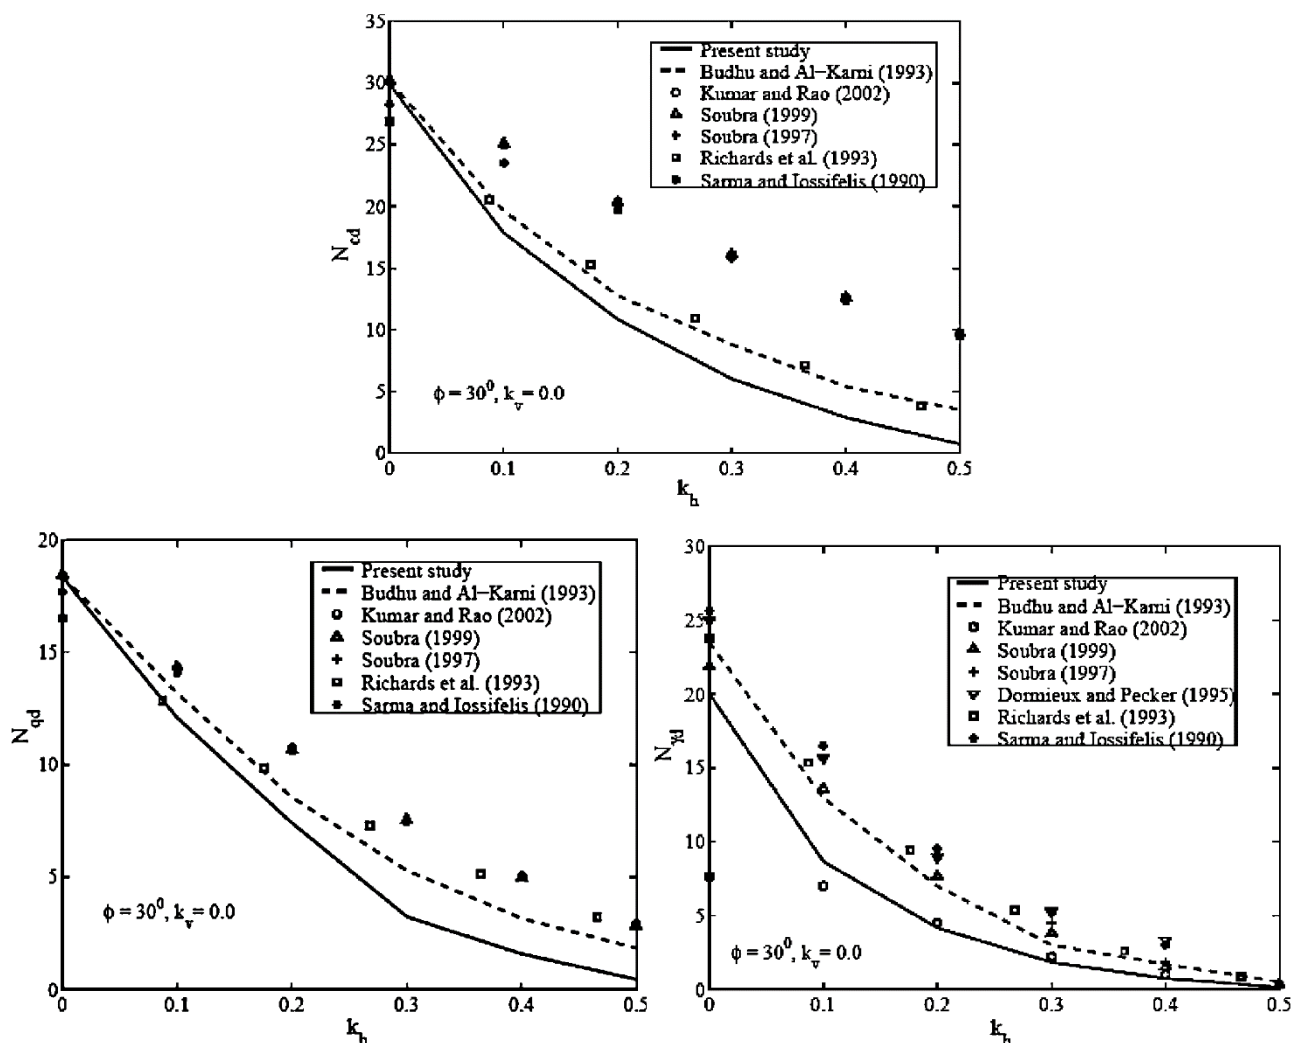 35
30
25
20
15
10
5
0
N_cd
Present study
Budhu and Al-Karni (1993)
Kumar and Rao (2002)
Soubra (1999)
Soubra (1997)
Richards et al. (1993)
Sarma and Iossifelis (1990)
ϕ = 30⁰, k_v = 0.0
0 0.1 0.2 0.3 0.4 0.5
k_h
20
15
10
5
0
N_qd
Present study
Budhu and Al-Karni (1993)
Kumar and Rao (2002)
Soubra (1999)
Soubra (1997)
Richards et al. (1993)
Sarma and Iossifelis (1990)
ϕ = 30⁰, k_v = 0.0
0 0.1 0.2 0.3 0.4 0.5
k_h
30
25
20
15
10
5
0
N_γd
Present study
Budhu and Al-Karni (1993)
Kumar and Rao (2002)
Soubra (1999)
Soubra (1997)
Dormieux and Pecker (1995)
Richards et al. (1993)
Sarma and Iossifelis (1990)
ϕ = 30⁰, k_v = 0.0
0 0.1 0.2 0.3 0.4 0.5
k_h